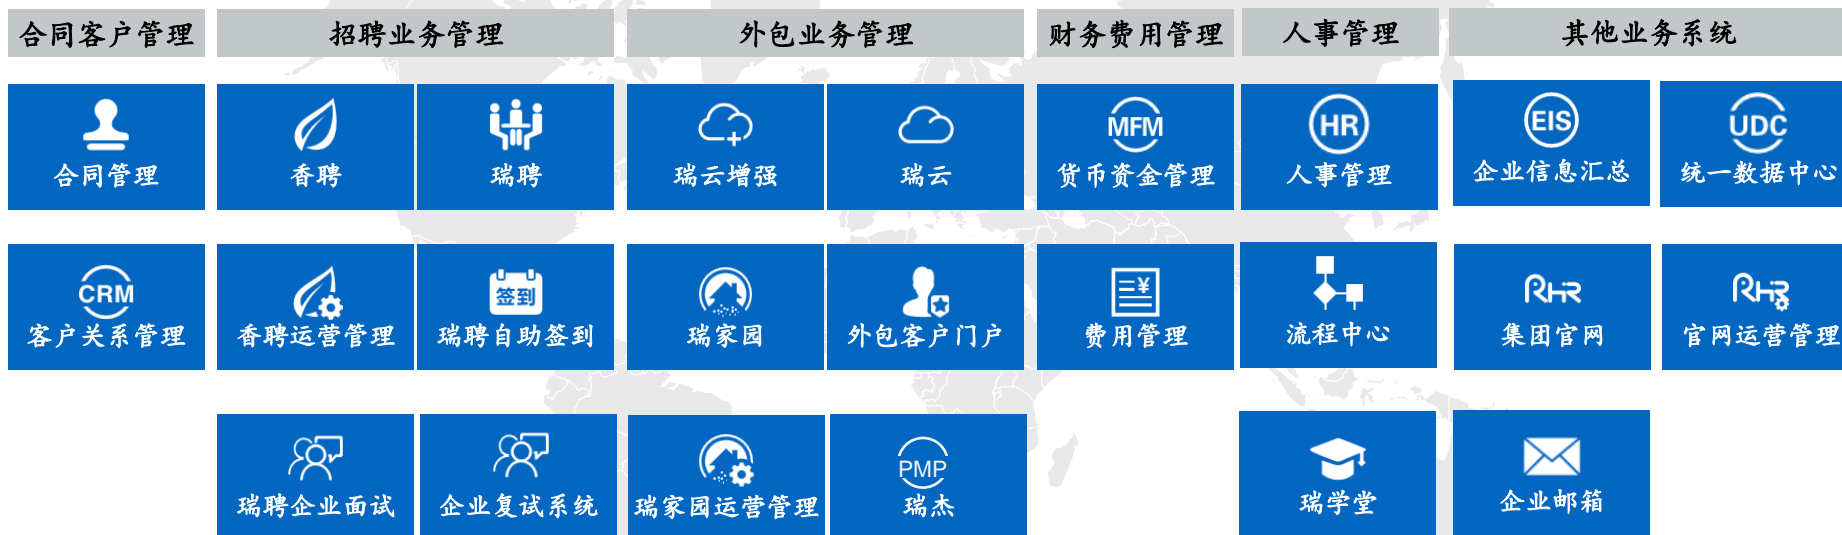 合同客户管理
招聘业务管理
外包业务管理
财务费用管理
人事管理
其他业务系统
合同管理
香聘
瑞聘
瑞云增强
瑞云
MFM
货币资金管理
HR
人事管理
EIS
企业信息汇总
UDC
统一数据中心
CRM
客户关系管理
香聘运营管理
签到
瑞聘自助签到
瑞家园
外包客户门户
¥
费用管理
流程中心
RHR
集团官网
RHR
官网运营管理
瑞聘企业面试
企业复试系统
瑞家园运营管理
PMP
瑞杰
瑞学堂
企业邮箱